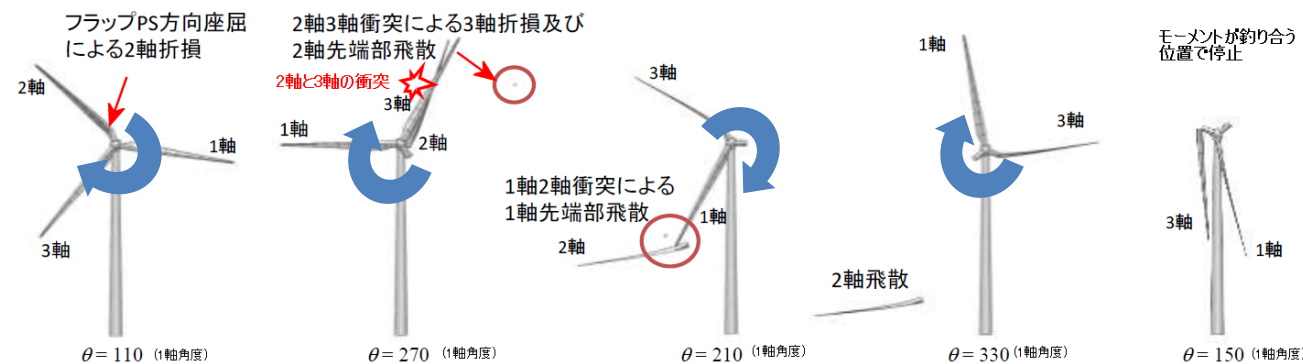 フラップPS方向座屈
による2軸折損
2軸
1軸
3軸
θ = 110 (1軸角度)
2軸3軸衝突による3軸折損及び
2軸先端部飛散
2軸と3軸の衝突
3軸
1軸
2軸
θ = 270 (1軸角度)
3軸
1軸2軸衝突による
1軸先端部飛散
1軸
2軸
θ = 210 (1軸角度)
1軸
3軸
2軸飛散
θ = 330 (1軸角度)
モーメントが釣り合う
位置で停止
3軸
1軸
θ = 150 (1軸角度)